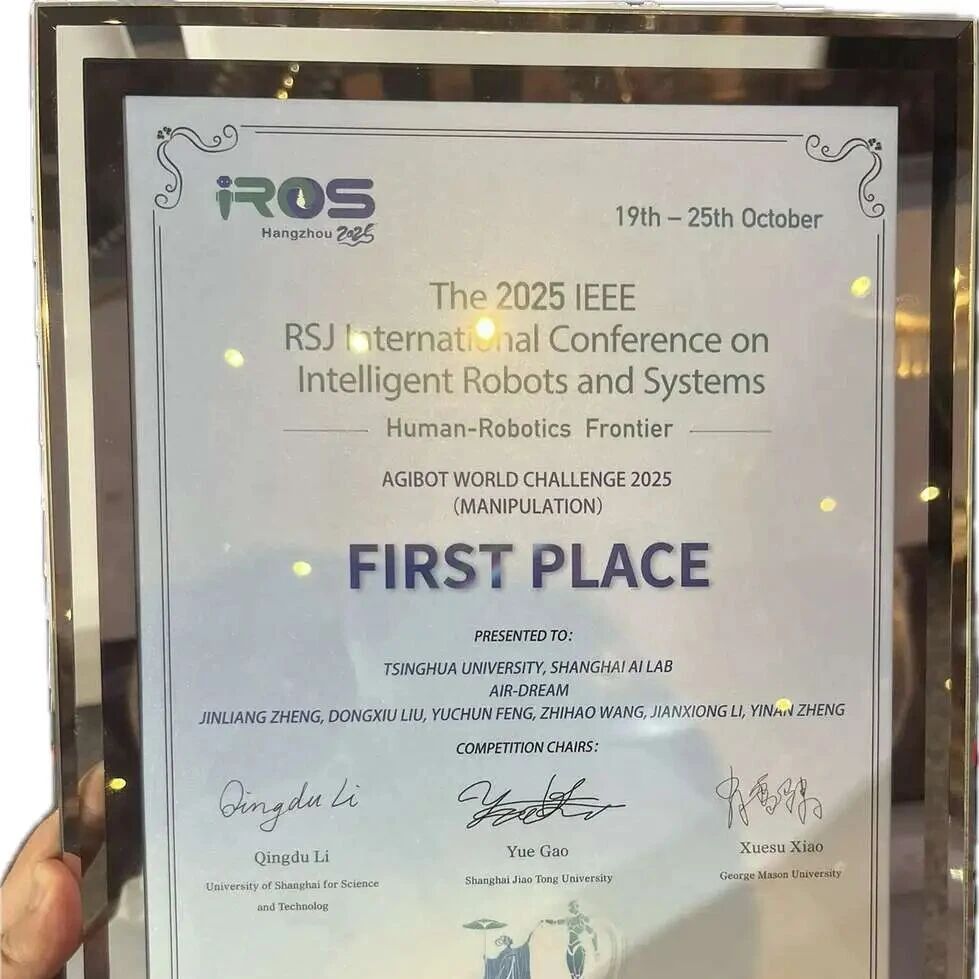 iROS
Hangzhou 2025
19th – 25th October
The 2025 IEEE
RSJ International Conference on
Intelligent Robots and Systems
Human-Robotics Frontier
AGIBOT WORLD CHALLENGE 2025
(MANIPULATION)
FIRST PLACE
PRESENTED TO:
TSINGHUA UNIVERSITY, SHANGHAI AI LAB
AIR-DREAM
JINLIANG ZHENG, DONGXIU LIU, YUCHUN FENG, ZHIHAO WANG, JIANXIONG LI, YINAN ZHENG
COMPETITION CHAIRS:
Qingdu Li
Qingdu Li
Yue Gao
Xuesu Xiao
University of Shanghai for Science
and Technolog
Shanghai Jiao Tong University
George Mason University